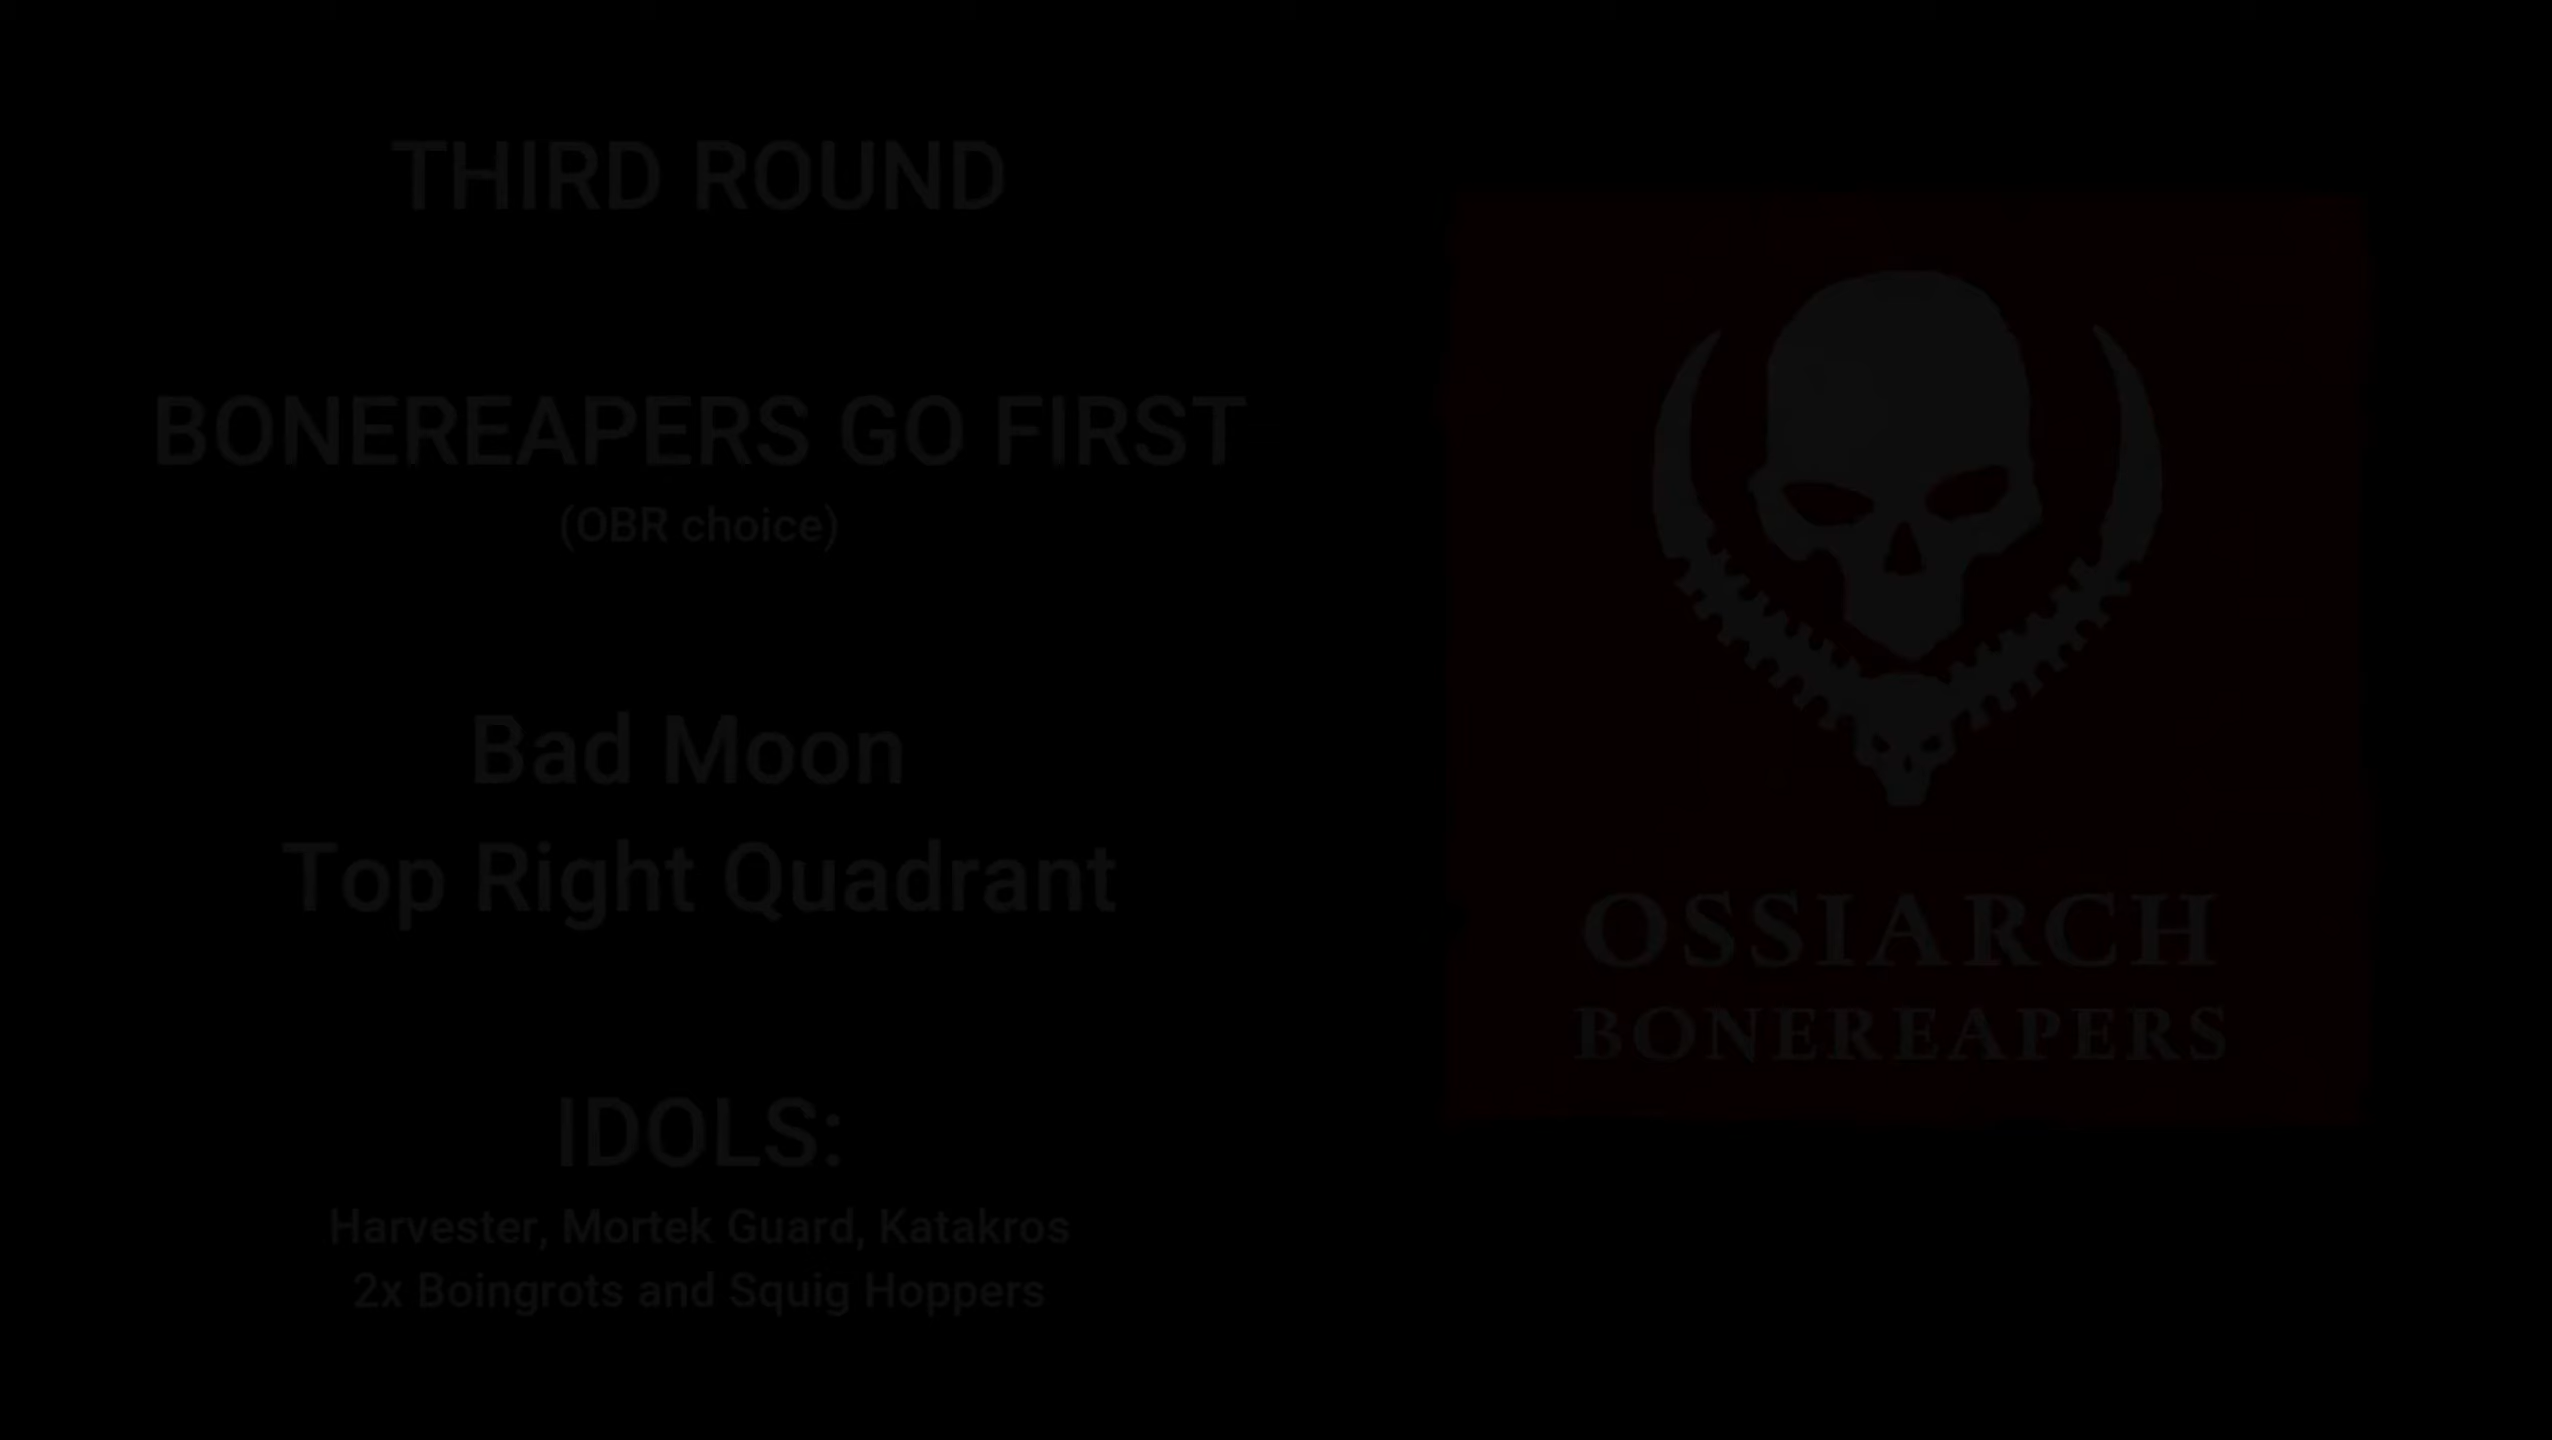 THIRD ROUND
BONEREAPERS GO FIRST
(OBR choice)
Bad Moon
Top Right Quadrant
IDOLS:
Harvester, Mortek Guard, Katakros
2x Boingrots and Squig Hoppers
OSSIARCH
BONEREAPERS